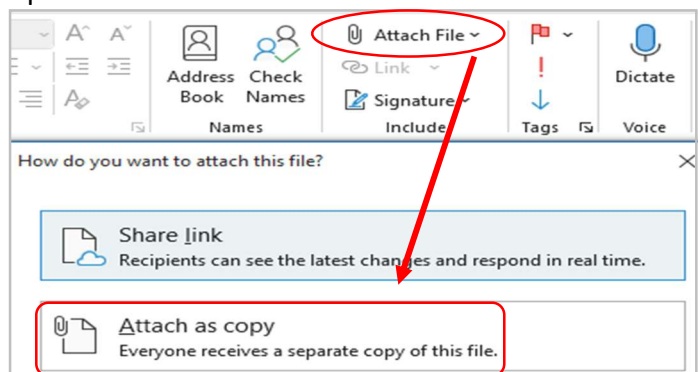 Attach File
Link
Address Book
Check Names
Signature
Dictate
Names
Include
Tags
Voice
How do you want to attach this file?
Share link
Recipients can see the latest changes and respond in real time.
Attach as copy
Everyone receives a separate copy of this file.